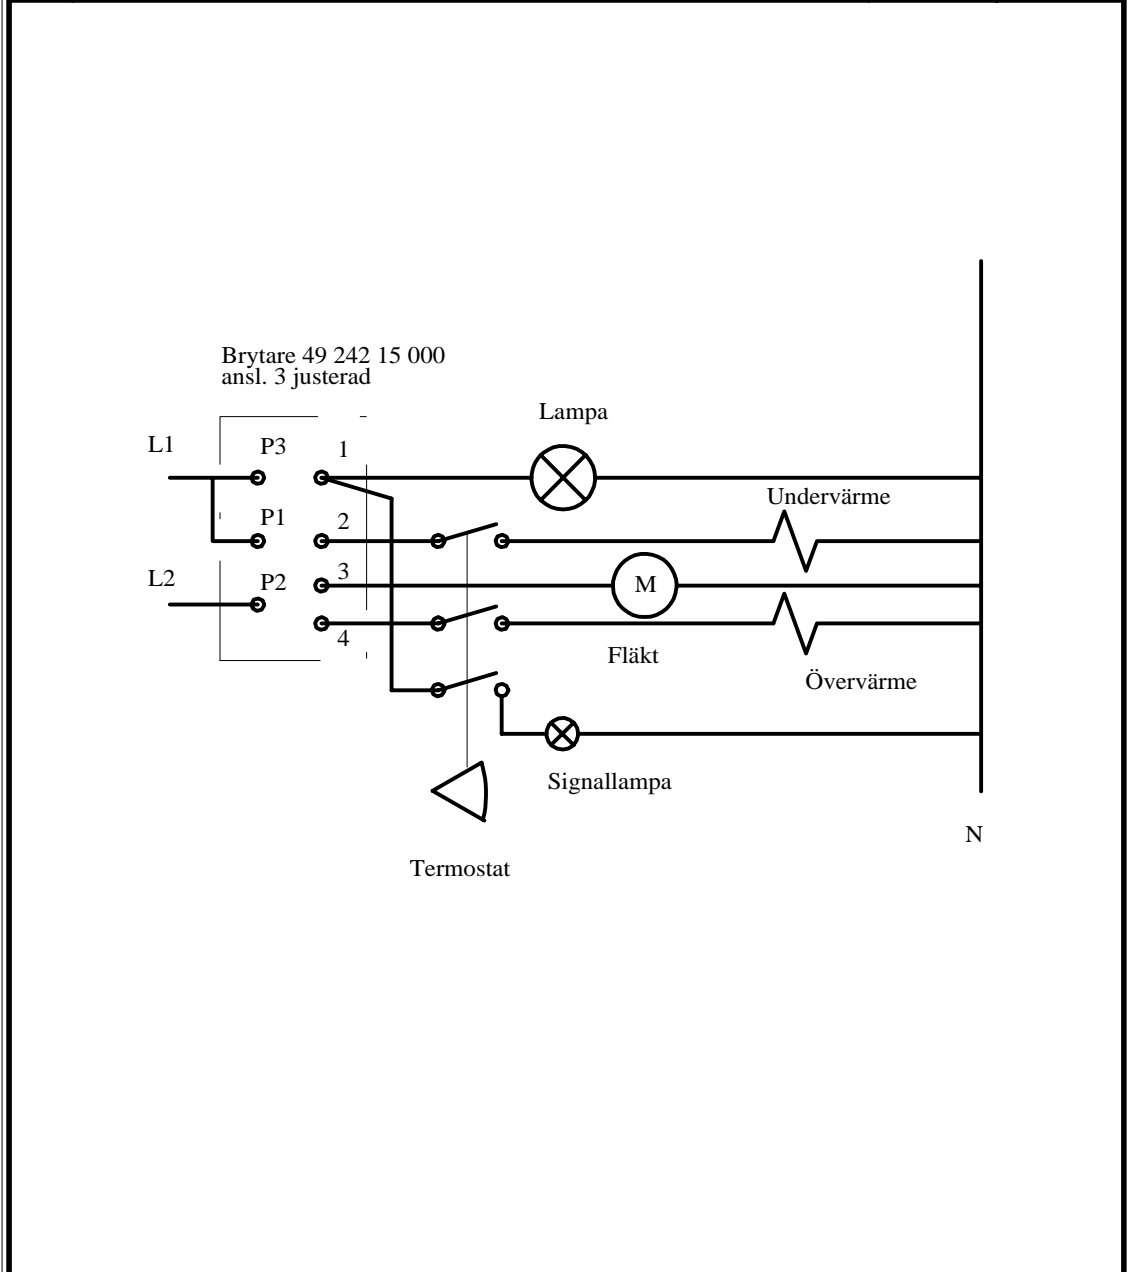 Brytare 49 242 15 000
ansl. 3 justerad
Lampa
L1
P3
1
Undervärme
P1
2
L2
P2
3
M
4
Fläkt
Övervärme
Signallampa
N
Termostat